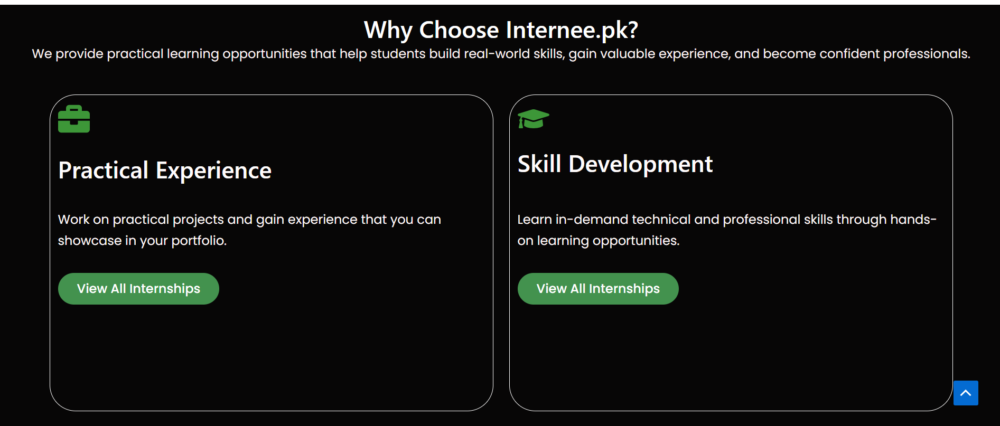 Why Choose Internee.pk?
We provide practical learning opportunities that help students build real-world skills, gain valuable experience, and become confident professionals.
Practical Experience
Work on practical projects and gain experience that you can
showcase in your portfolio.
View All Internships
Skill Development
Learn in-demand technical and professional skills through hands-
on learning opportunities.
View All Internships